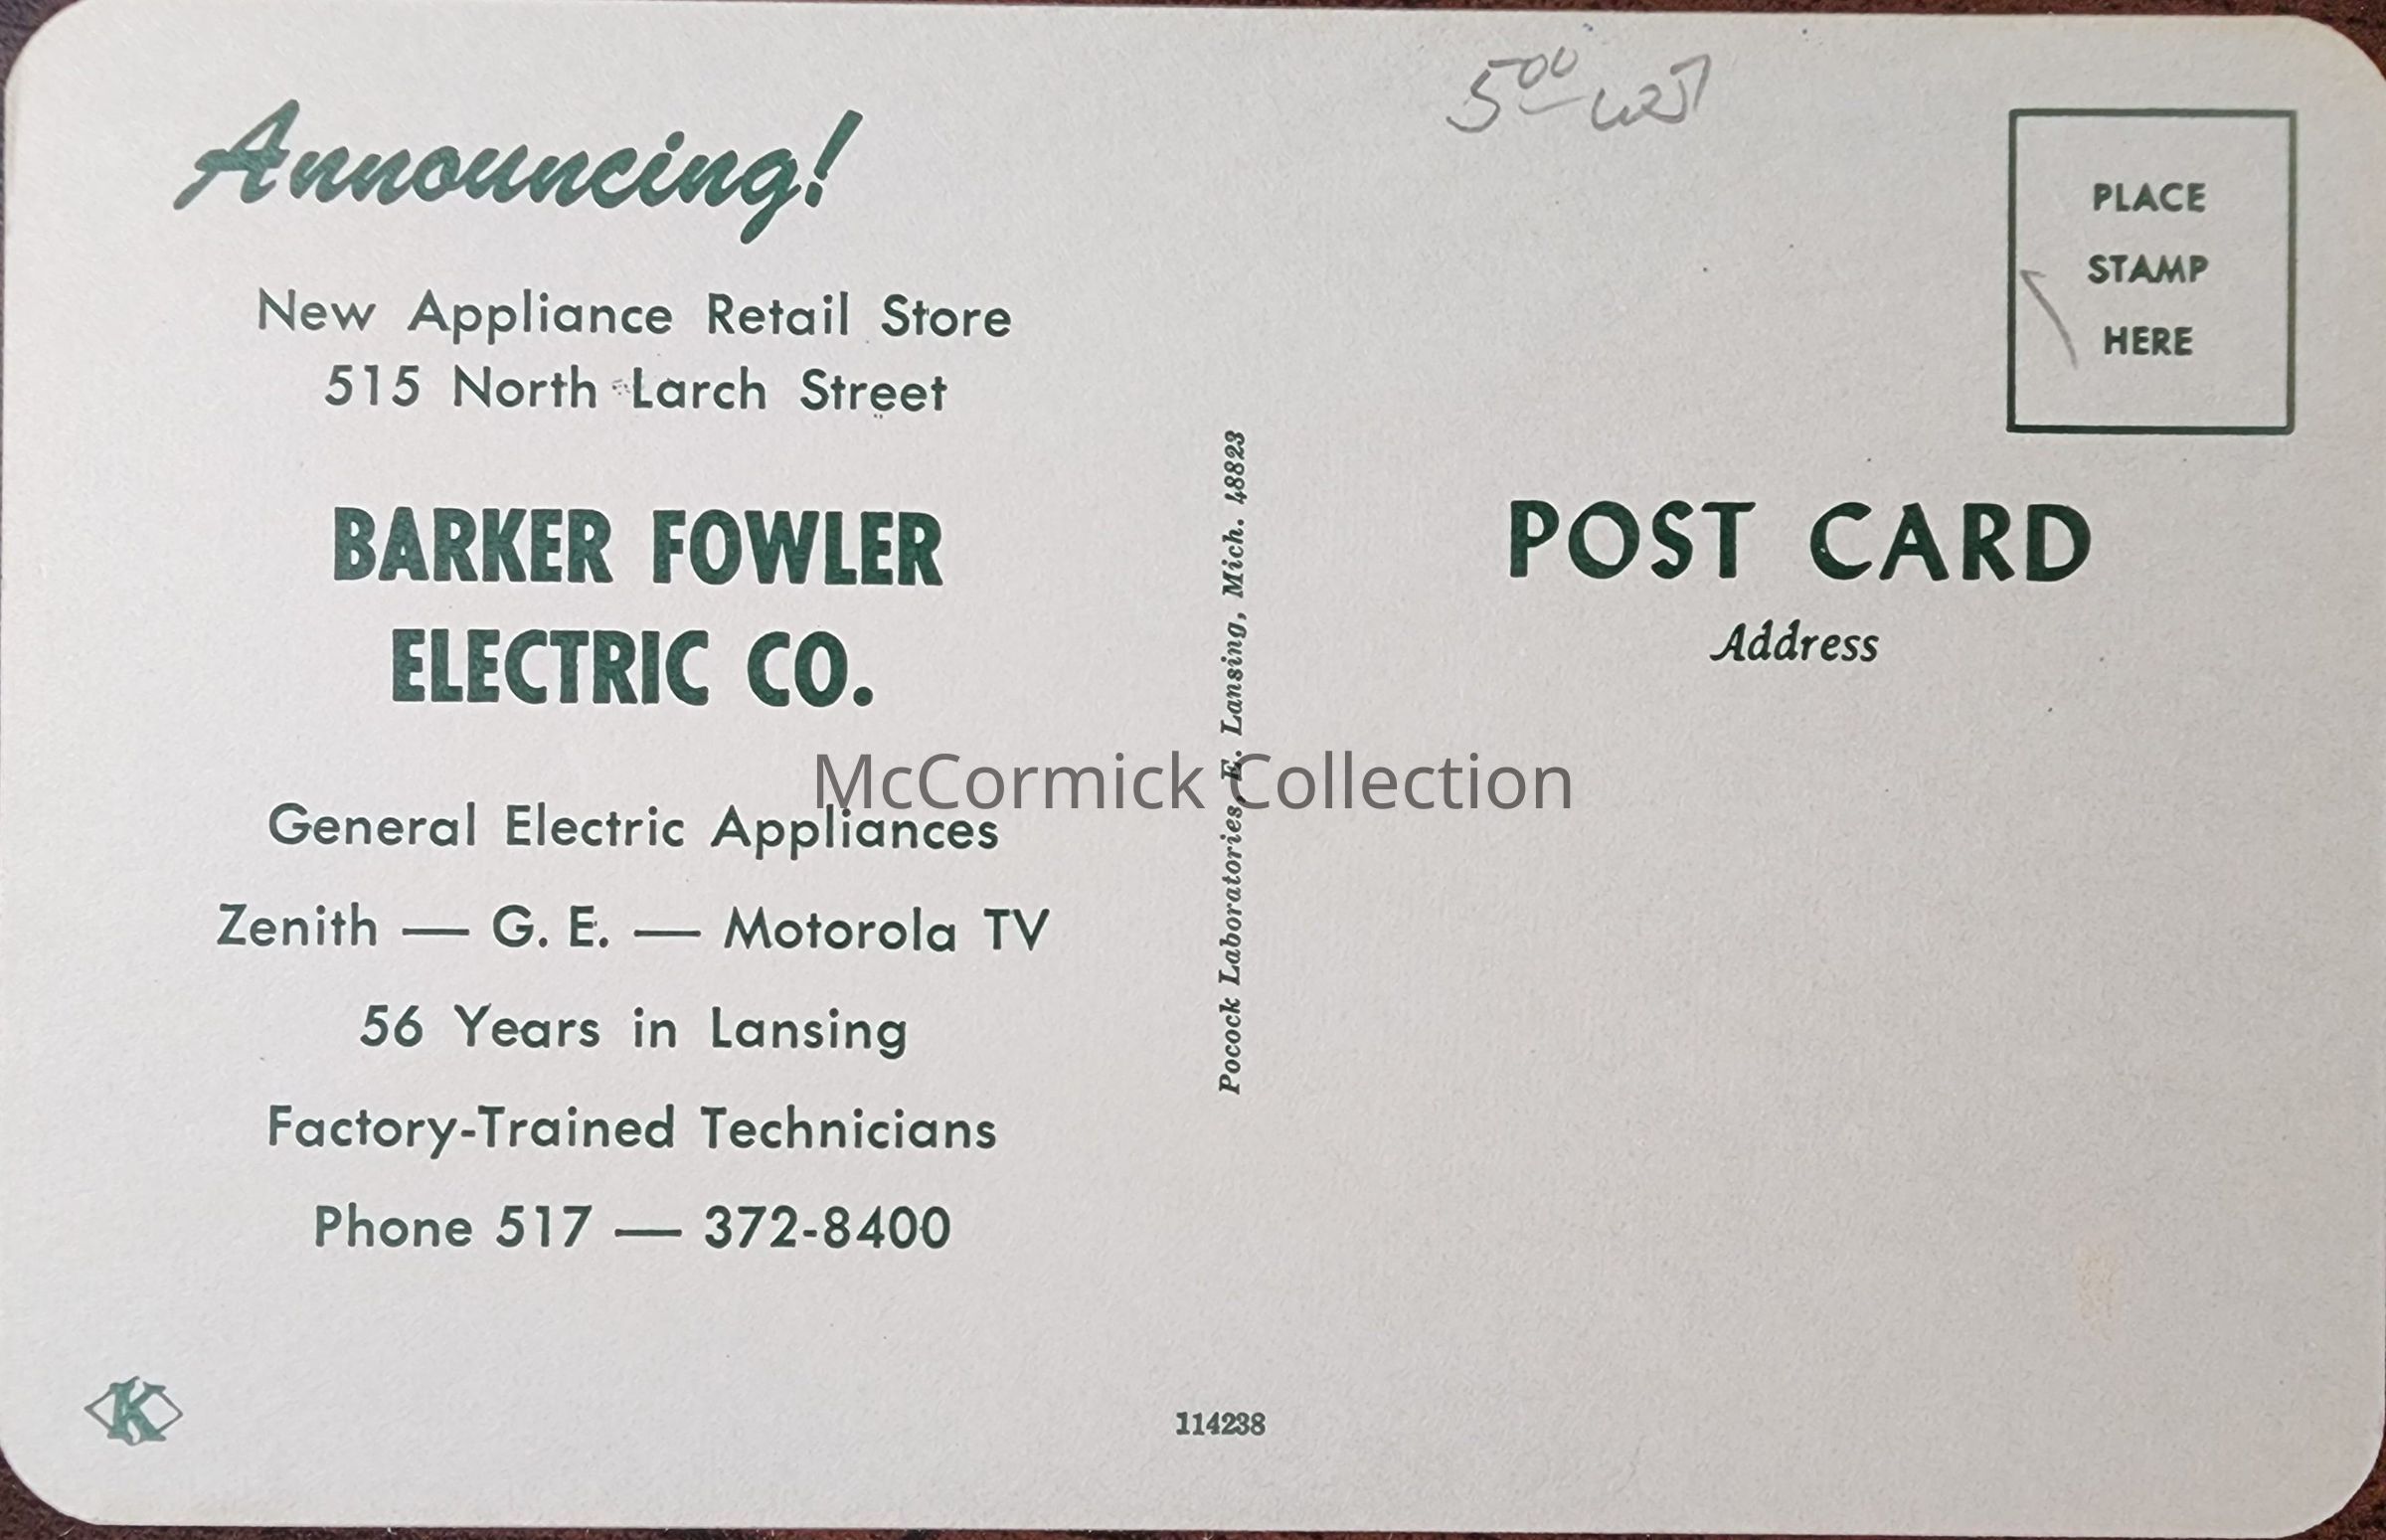 Announcing!
New Appliance Retail Store
515 North Larch Street
BARKER FOWLER
ELECTRIC CO.
General Electric Appliances
Zenith — G. E. — Motorola TV
56 Years in Lansing
Factory-Trained Technicians
Phone 517 — 372-8400
K
Pocock Laboratories, E. Lansing, Mich. 48823
114238
5.00
PLACE
STAMP
HERE
POST CARD
Address
McCormick Collection